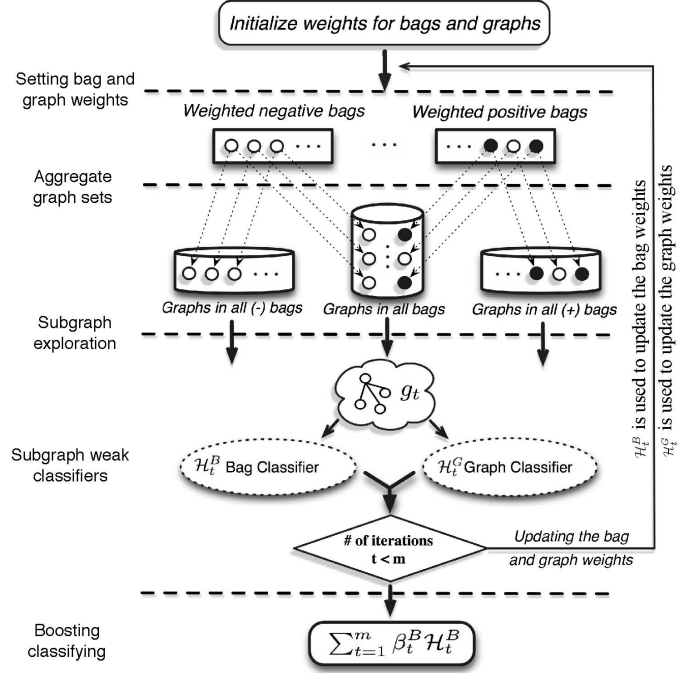 Initialize weights for bags and graphs
Setting bag and
graph weights
Weighted negative bags
Weighted positive bags
Aggregate
graph sets
Graphs in all (-) bags
Graphs in all bags
Graphs in all (+) bags
Subgraph
exploration
g_t
Subgraph weak
classifiers
ℋ_t^B Bag Classifier
ℋ_t^G Graph Classifier
# of iterations
t < m
Updating the bag
and graph weights
ℋ_t^B is used to update the bag weights
ℋ_t^G is used to update the graph weights
Boosting
classifying
∑_{t=1}^m β_t^B ℋ_t^B